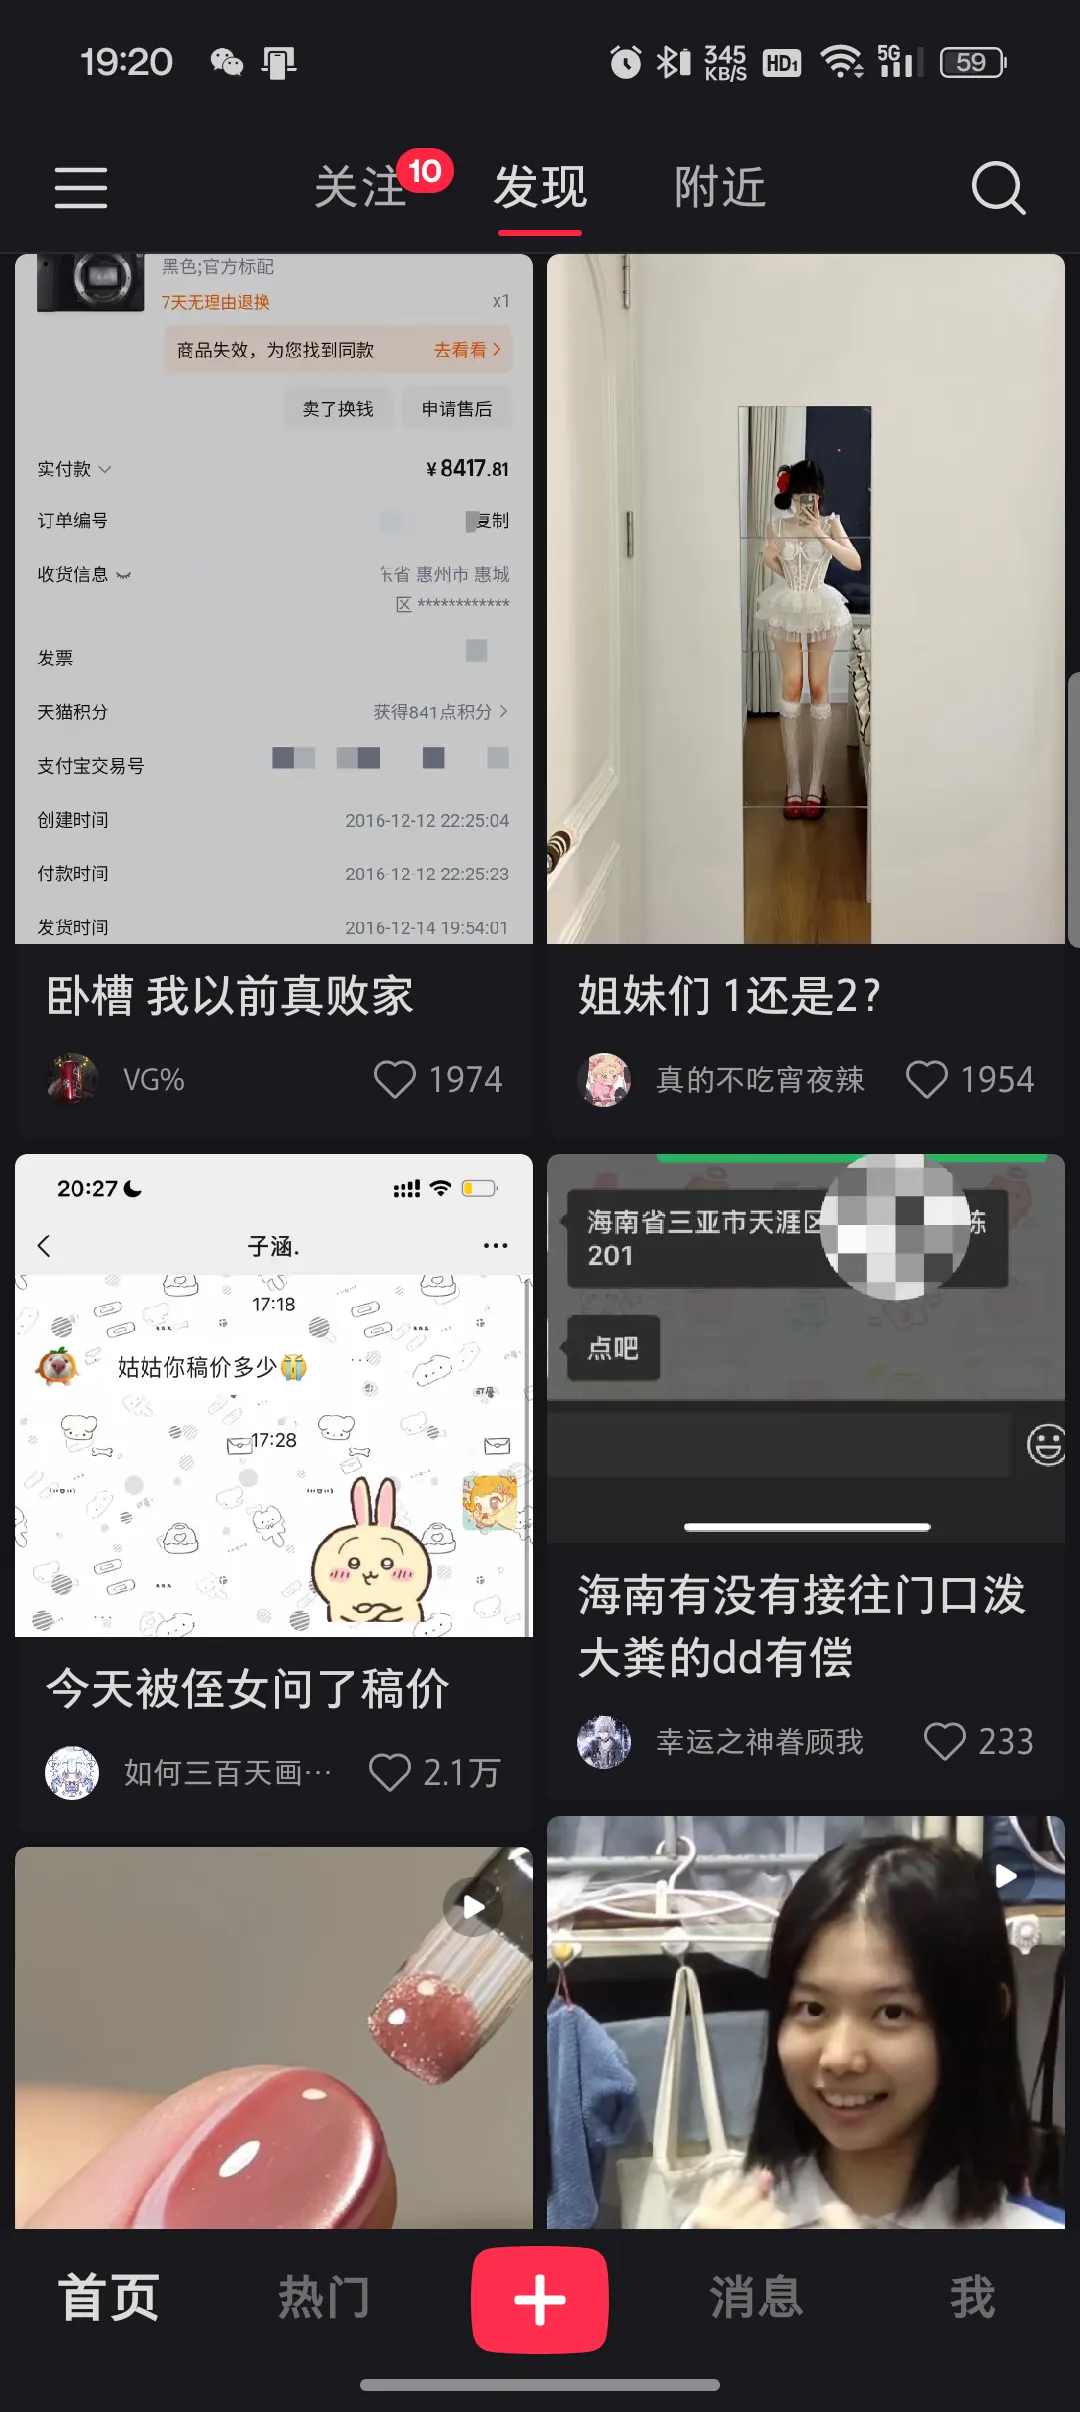 19:20
345
KB/S
HD1
5G
59
关注
10
发现
附近
黑色;官方标配
7天无理由退换
x1
商品失效，为您找到同款
去看看
卖了换钱
申请售后
实付款
¥8417.81
订单编号
复制
收货信息
东省 惠州市 惠城
区 ************
发票
天猫积分
获得841点积分
支付宝交易号
创建时间
2016-12-12 22:25:04
付款时间
2016-12-12 22:25:23
发货时间
2016-12-14 19:54:01
卧槽 我以前真败家
VG%
1974
姐妹们 1还是2?
真的不吃宵夜辣
1954
20:27
子涵.
17:18
姑姑你稿价多少😭
17:28
今天被侄女问了稿价
如何三百天画…
2.1万
海南省三亚市天涯区
栋
201
点吧
海南有没有接往门口泼
大粪的dd有偿
幸运之神眷顾我
233
首页
热门
消息
我